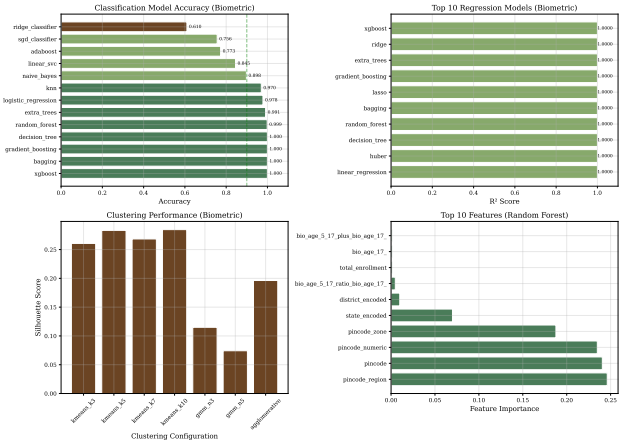 Classification Model Accuracy (Biometric)
ridge_classifier
0.610
sgd_classifier
0.756
adaboost
0.773
linear_svc
0.845
naive_bayes
0.898
knn
0.970
logistic_regression
0.978
extra_trees
0.991
random_forest
0.999
decision_tree
1.000
gradient_boosting
1.000
bagging
1.000
xgboost
1.000
0.0 0.2 0.4 0.6 0.8 1.0
Accuracy
Top 10 Regression Models (Biometric)
xgboost
1.0000
ridge
1.0000
extra_trees
1.0000
gradient_boosting
1.0000
lasso
1.0000
bagging
1.0000
random_forest
1.0000
decision_tree
1.0000
huber
1.0000
linear_regression
1.0000
0.0 0.2 0.4 0.6 0.8 1.0
R² Score
Clustering Performance (Biometric)
Silhouette Score
0.25
0.20
0.15
0.10
0.05
0.00
kmeans_k3
kmeans_k5
kmeans_k7
kmeans_k10
gmm_n3
gmm_n5
agglomerative
Clustering Configuration
Top 10 Features (Random Forest)
bio_age_5_17_plus_bio_age_17_
bio_age_17_
total_enrollment
bio_age_5_17_ratio_bio_age_17_
district_encoded
state_encoded
pincode_zone
pincode_numeric
pincode
pincode_region
0.00 0.05 0.10 0.15 0.20 0.25
Feature Importance